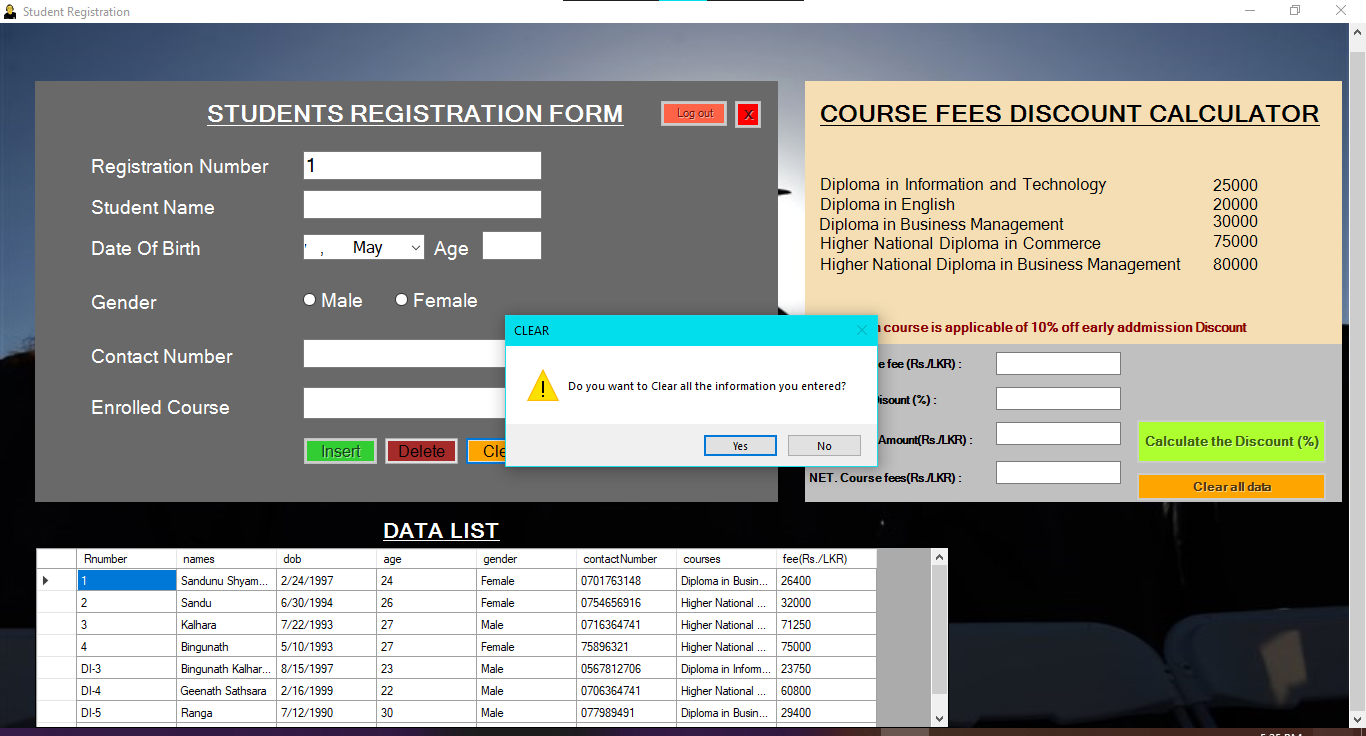 Student Registration
STUDENTS REGISTRATION FORM
Log out
X
Registration Number
1
Student Name
Date Of Birth
, May
Age
Gender
Male
Female
Contact Number
Enrolled Course
Insert
Delete
Cle
COURSE FEES DISCOUNT CALCULATOR
Diploma in Information and Technology 25000
Diploma in English 20000
Diploma in Business Management 30000
Higher National Diploma in Commerce 75000
Higher National Diploma in Business Management 80000
course is applicable of 10% off early addmission Discount
fee (Rs./LKR) :
(%) :
Amount(Rs./LKR) :
NET. Course fees(Rs./LKR) :
Calculate the Discount (%)
Clear all data
CLEAR
Do you want to Clear all the information you entered?
Yes
No
DATA LIST
Rnumber names dob age gender contactNumber courses fee(Rs./LKR)
1 Sandunu Shyam... 2/24/1997 24 Female 0701763148 Diploma in Busin... 26400
2 Sandu 6/30/1994 26 Female 0754656916 Higher National ... 32000
3 Kalhara 7/22/1993 27 Male 0716364741 Higher National ... 71250
4 Bingunath 5/10/1993 27 Female 75896321 Higher National ... 75000
DI-3 Bingunath Kalhar... 8/15/1997 23 Male 0567812706 Diploma in Inform... 23750
DI-4 Geenath Sathsara 2/16/1999 22 Male 0706364741 Higher National ... 60800
DI-5 Ranga 7/12/1990 30 Male 077989491 Diploma in Busin... 29400